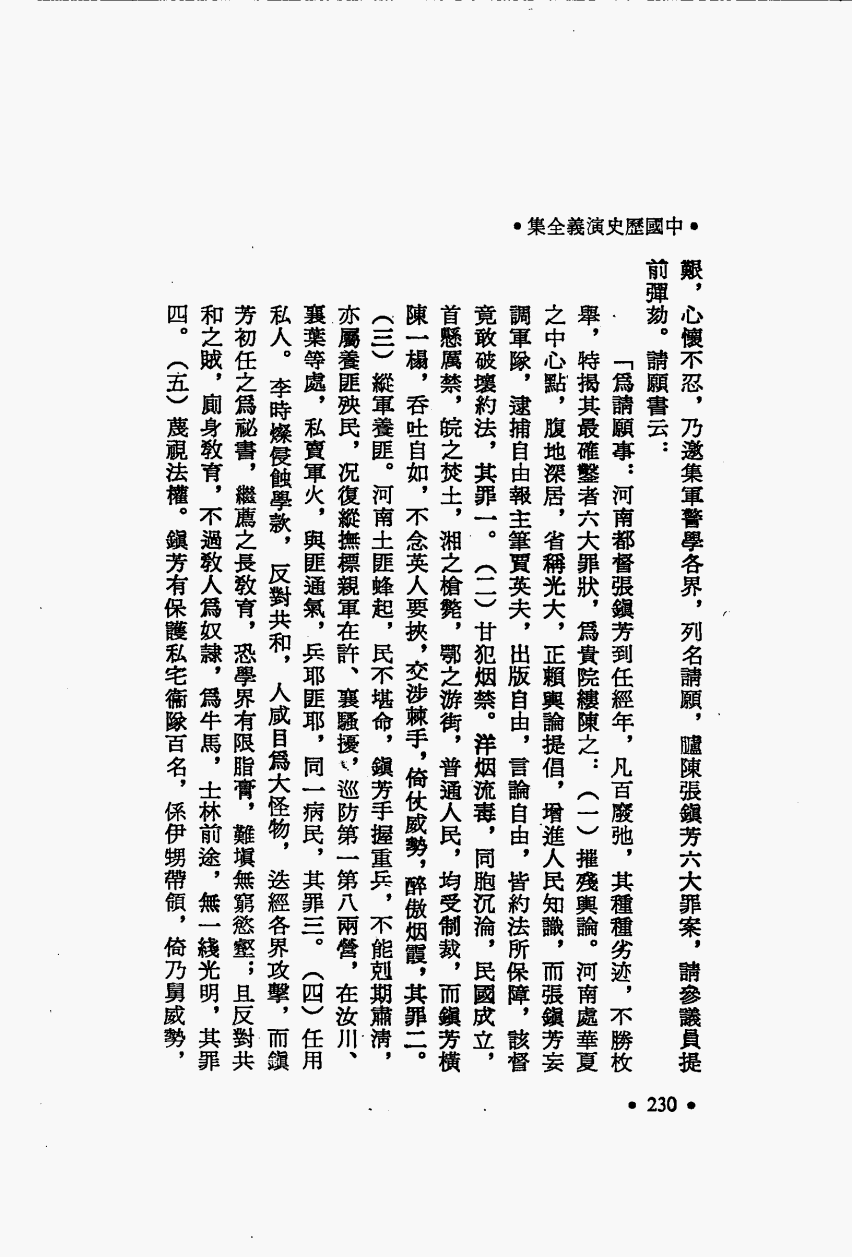 •中國歷史演義全集•
艱，心懷不忍，乃邀集軍警學各界，列名請願，臚陳張鎮芳六大罪案，請參議員提
前彈劾。請願書云：
「爲請願事：河南都督張鎮芳到任經年，凡百廢弛，其種種劣迹，不勝枚
舉，特揭其最確鑿者六大罪狀，爲貴院縷陳之：（一）摧殘輿論。河南處華夏
之中心點，腹地深居，省稱光大，正賴輿論提倡，增進人民知識，而張鎮芳妄
調軍隊，逮捕自由報主筆賈英夫，出版自由，言論自由，皆約法所保障，該督
竟敢破壞約法，其罪一。（二）甘犯烟禁。洋烟流毒，同胞沉淪，民國成立，
首懸厲禁，皖之焚土，湘之槍斃，鄂之游街，普通人民，均受制裁，而鎮芳橫
陳一榻，吞吐自如，不念英人要挾，交涉棘手，倚仗威勢，醉傲烟霞，其罪二。
（三）縱軍養匪。河南土匪蜂起，民不堪命，鎮芳手握重兵，不能剋期肅清，
亦屬養匪殃民，况復縱撫標親軍在許、襄騷擾，巡防第一第八兩營，在汝川、
襄葉等處，私賣軍火，與匪通氣，兵耶匪耶，同一病民，其罪三。（四）任用
私人。李時燦侵蝕學款，反對共和，人咸目爲大怪物，迭經各界攻擊，而鎮
芳初任之爲祕書，繼薦之長教育，恐學界有限脂膏，難塡無窮慾壑；且反對共
和之賊，廁身教育，不過教人爲奴隷，爲牛馬，士林前途，無一綫光明，其罪
四。（五）蔑視法權。鎮芳有保護私宅衞隊百名，係伊甥帶領，倚乃舅威勢，
•230•